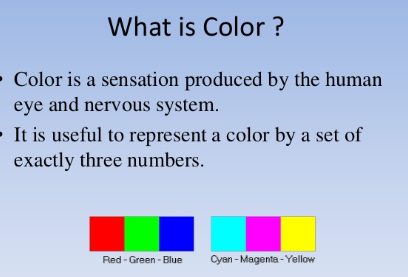 What is Color ?
• Color is a sensation produced by the human
eye and nervous system.
• It is useful to represent a color by a set of
exactly three numbers.
Red - Green - Blue
Cyan - Magenta - Yellow